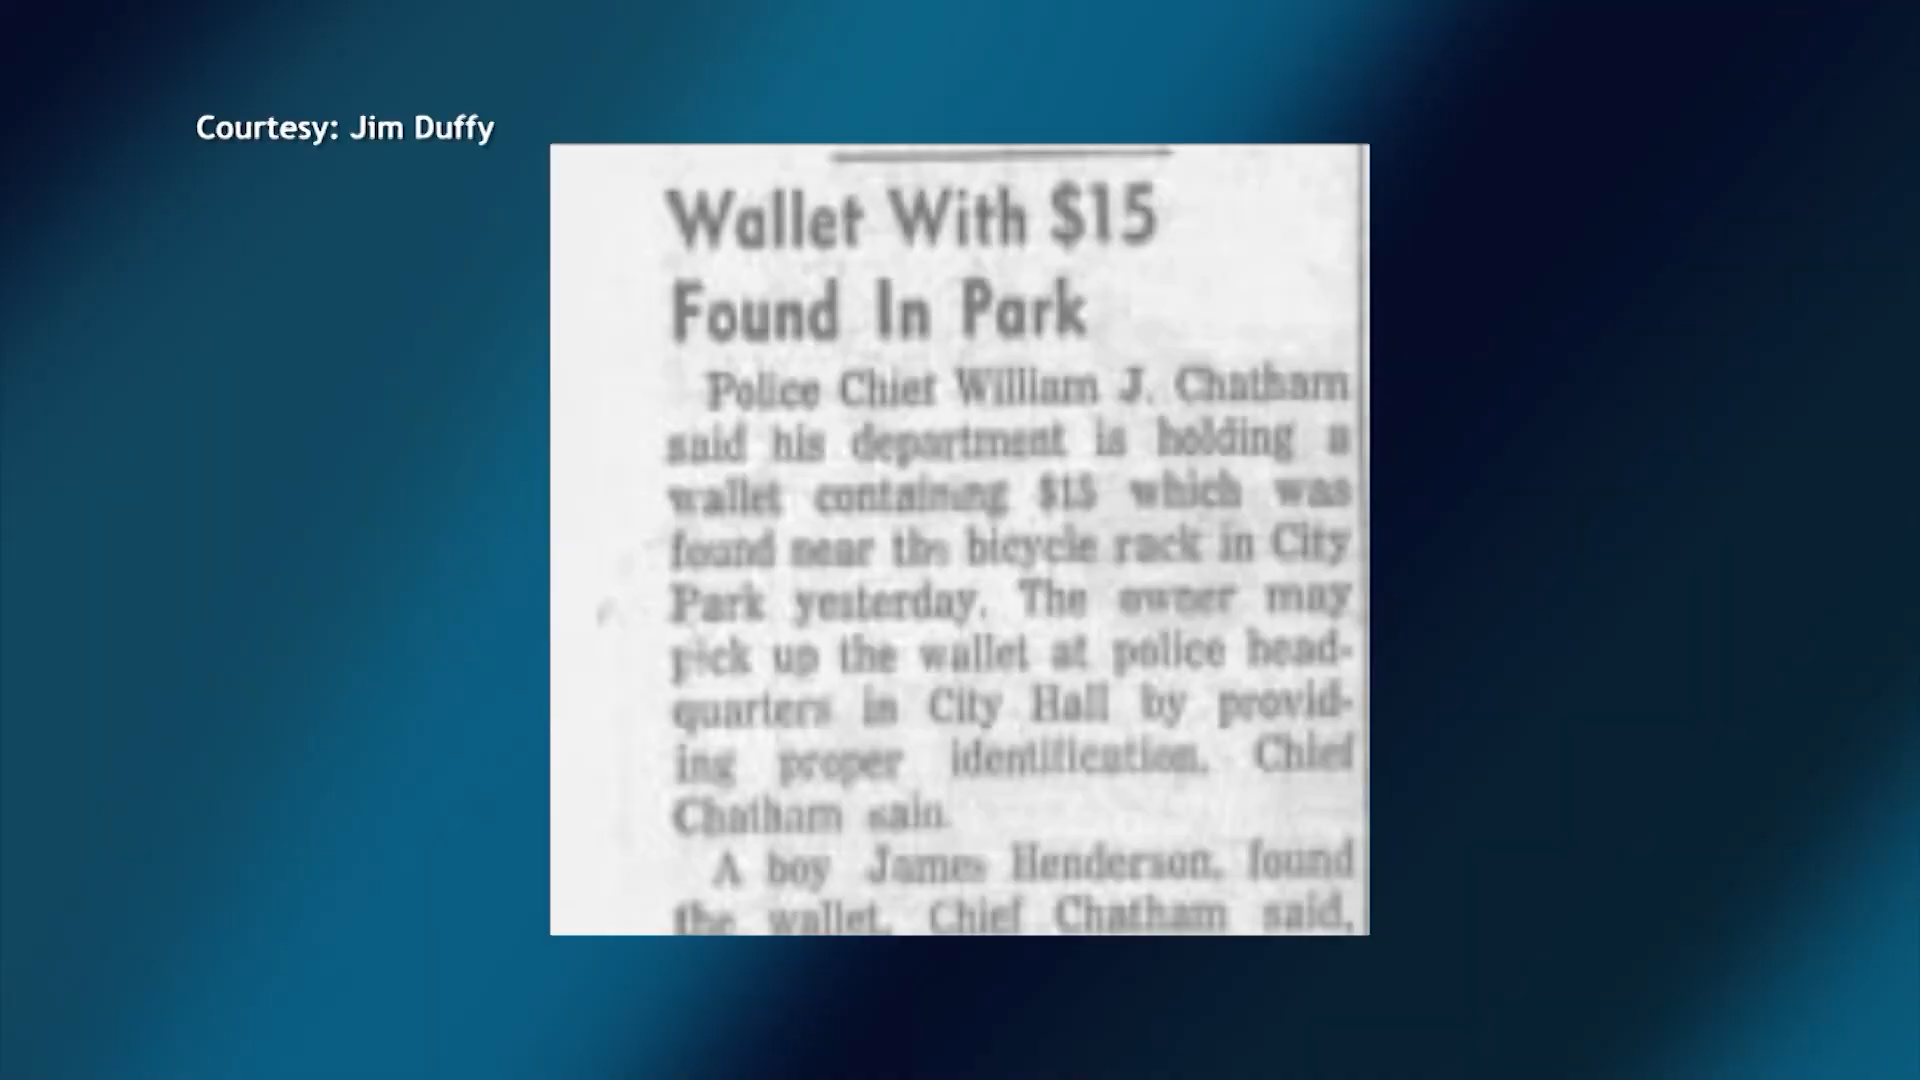 Courtesy: Jim Duffy
Wallet With $15
Found In Park
Police Chief William J. Chatham
said his department is holding a
wallet containing $15 which was
found near the bicycle rack in City
Park yesterday. The owner may
pick up the wallet at police head-
quarters in City Hall by provid-
ing proper identification, Chief
Chatham said.
A boy James Henderson, found
the wallet, Chief Chatham said,